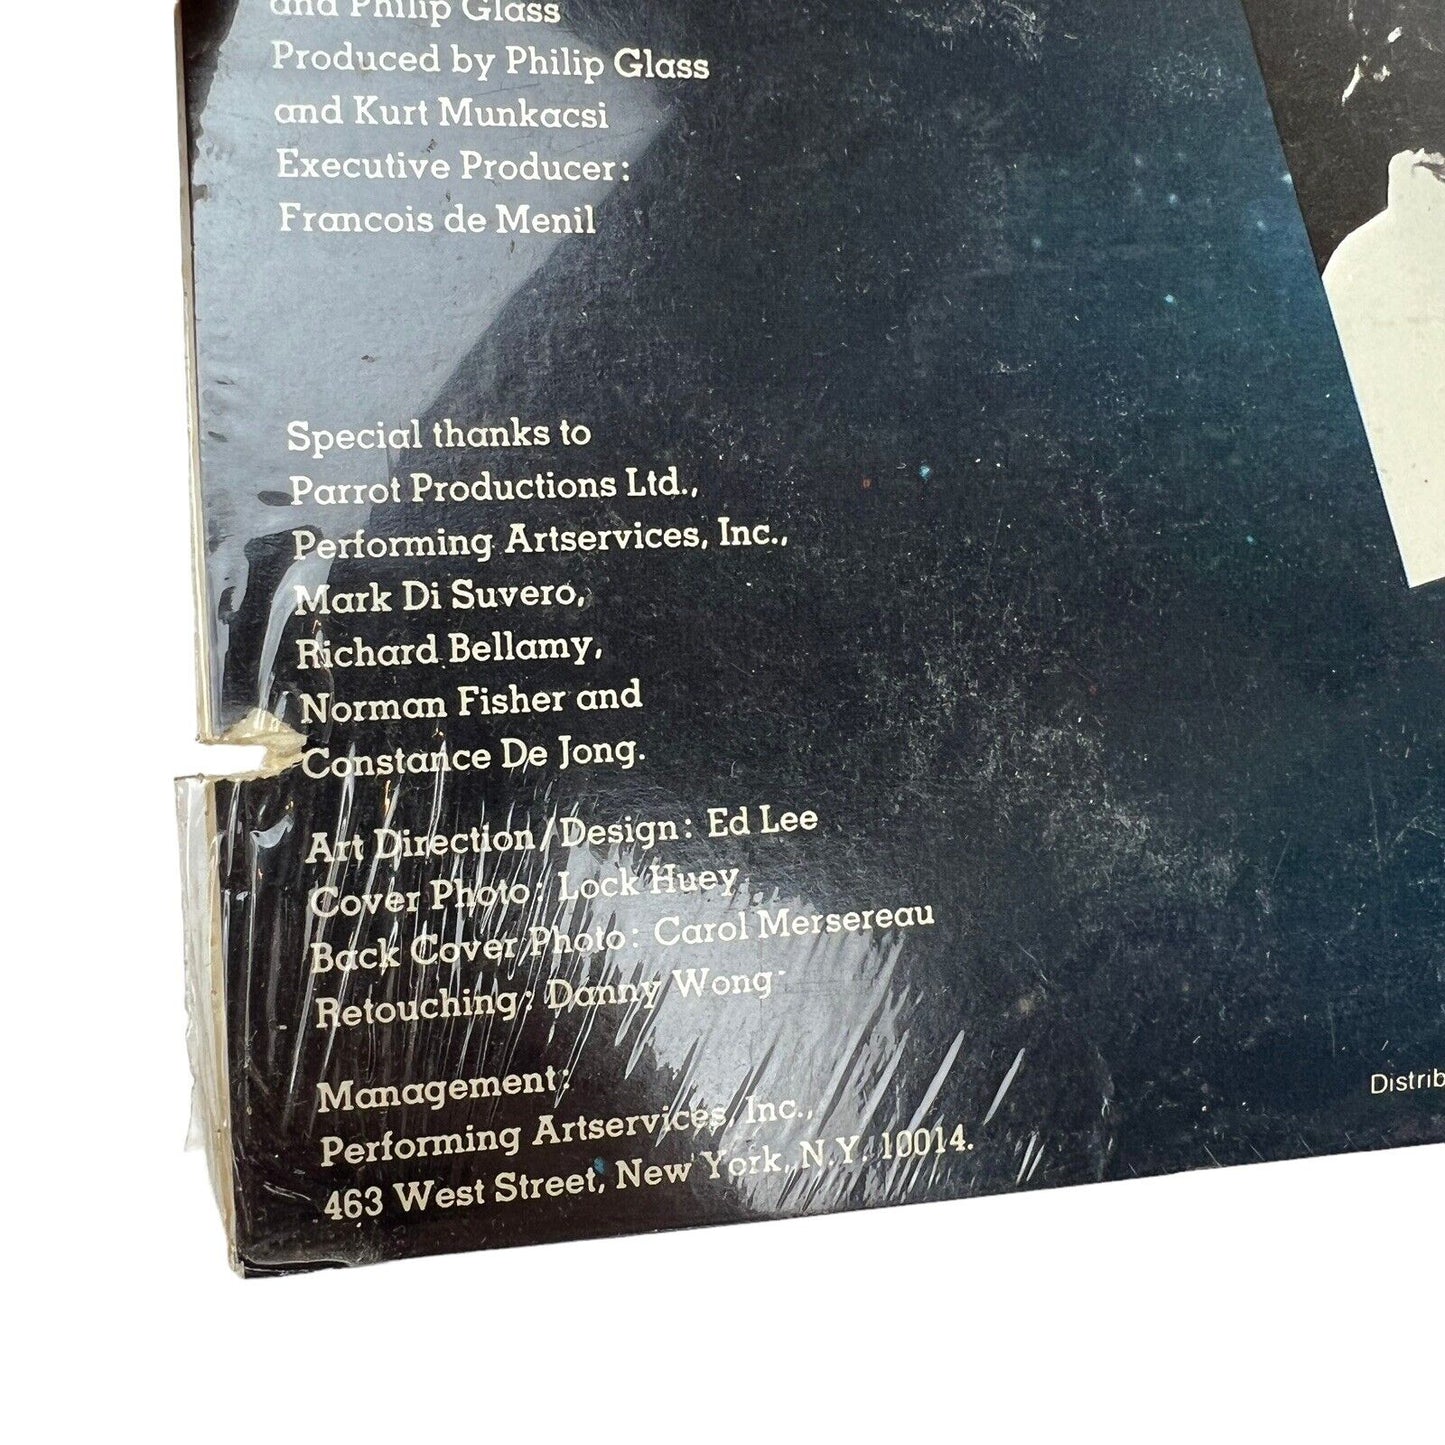 and Philip Glass
Produced by Philip Glass
and Kurt Munkacsi
Executive Producer:
Francois de Menil
Special thanks to
Parrot Productions Ltd.,
Performing Artservices, Inc.,
Mark Di Suvero,
Richard Bellamy,
Norman Fisher and
Constance De Jong.
Art Direction/Design: Ed Lee
Cover Photo: Lock Huey
Back Cover Photo: Carol Mersereau
Retouching: Danny Wong
Management:
Performing Artservices, Inc.,
463 West Street, New York, N.Y. 10014.
Distrib